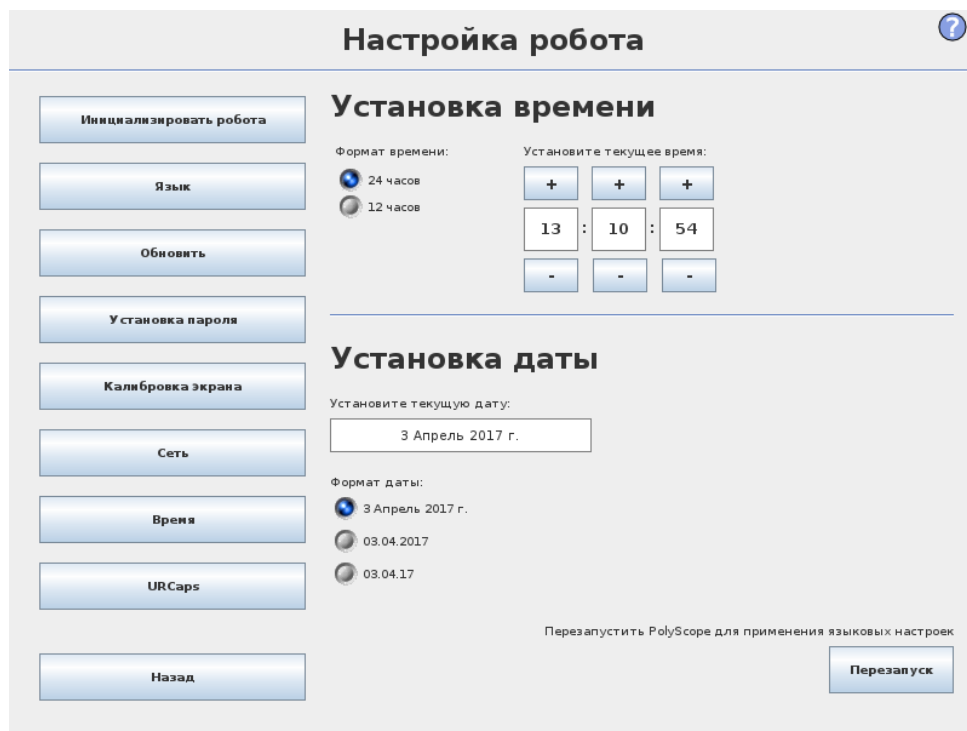 Настройка робота
?
Инициализировать робота
Язык
Обновить
Установка пароля
Калибровка экрана
Сеть
Время
URCaps
Назад
Установка времени
Формат времени:
24 часов
12 часов
Установите текущее время:
+ + +
13 : 10 : 54
- - -
Установка даты
Установите текущую дату:
3 Апрель 2017 г.
Формат даты:
3 Апрель 2017 г.
03.04.2017
03.04.17
Перезапустить PolyScope для применения языковых настроек
Перезапуск